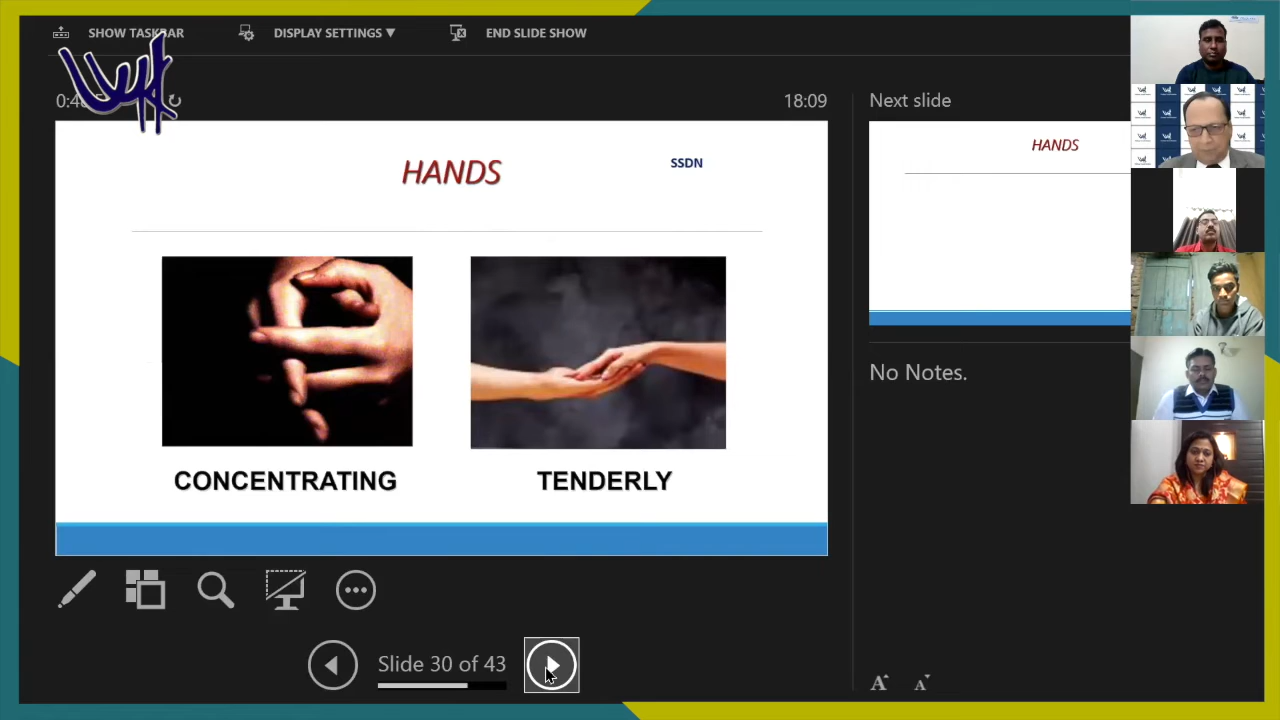 SHOW TASKBAR
DISPLAY SETTINGS ▼
END SLIDE SHOW
18:09
Next slide
HANDS
SSDN
HANDS
CONCENTRATING
TENDERLY
No Notes.
Slide 30 of 43
A A